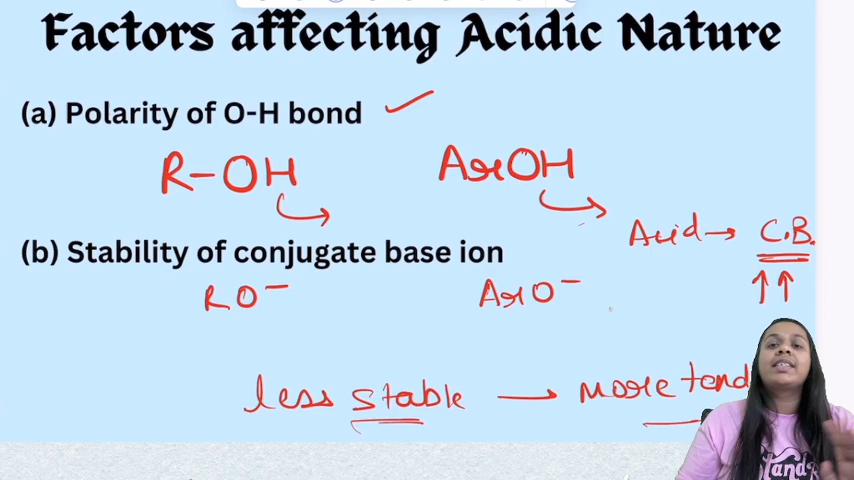 Factors affecting Acidic Nature
(a) Polarity of O-H bond
R-OH ArOH
Acid → C.B.
(b) Stability of conjugate base ion
RO⁻ ArO⁻
less stable → more tend